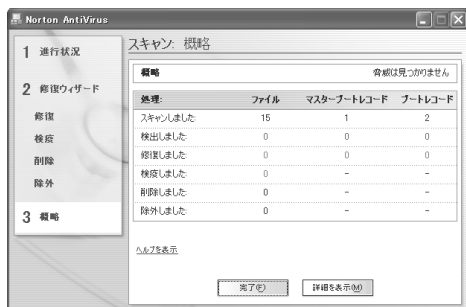 Norton AntiVirus
1 進行状況
2 修復ウィザード
修復
検疫
削除
除外
3 概略
スキャン: 概略
概略 脅威は見つかりません
処理: ファイル マスターブートレコード ブートレコード
スキャンしました: 15 1 2
検出しました: 0 0 0
修復しました: 0 0 0
検疫しました: 0 - -
削除しました: 0 - -
除外しました: 0 - -
ヘルプを表示
完了(F) 詳細を表示(M)